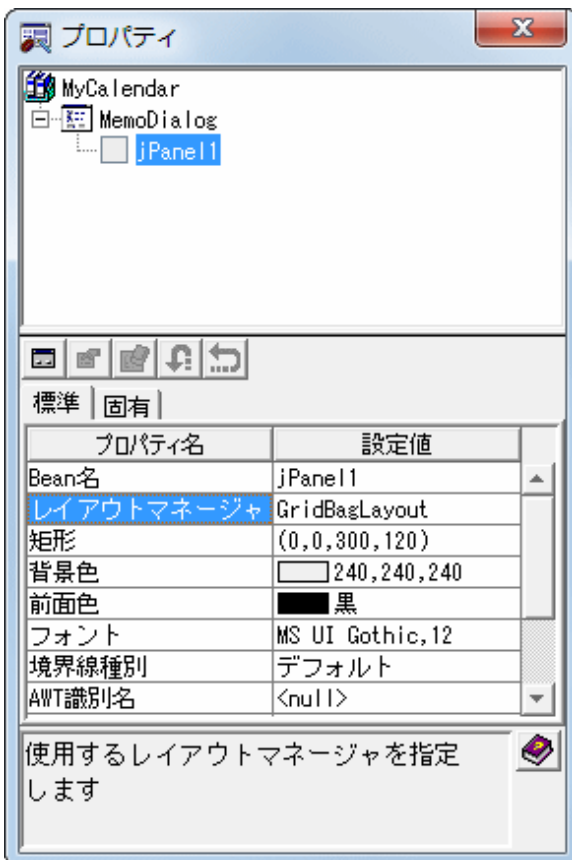 プロパティ
MyCalendar
MemoDialog
jPanel1
標準 固有
プロパティ名 設定値
Bean名 jPanel1
レイアウトマネージャ GridBagLayout
矩形 (0,0,300,120)
背景色 240,240,240
前面色 黒
フォント MS UI Gothic,12
境界線種別 デフォルト
AWT識別名 <null>
使用するレイアウトマネージャを指定
します